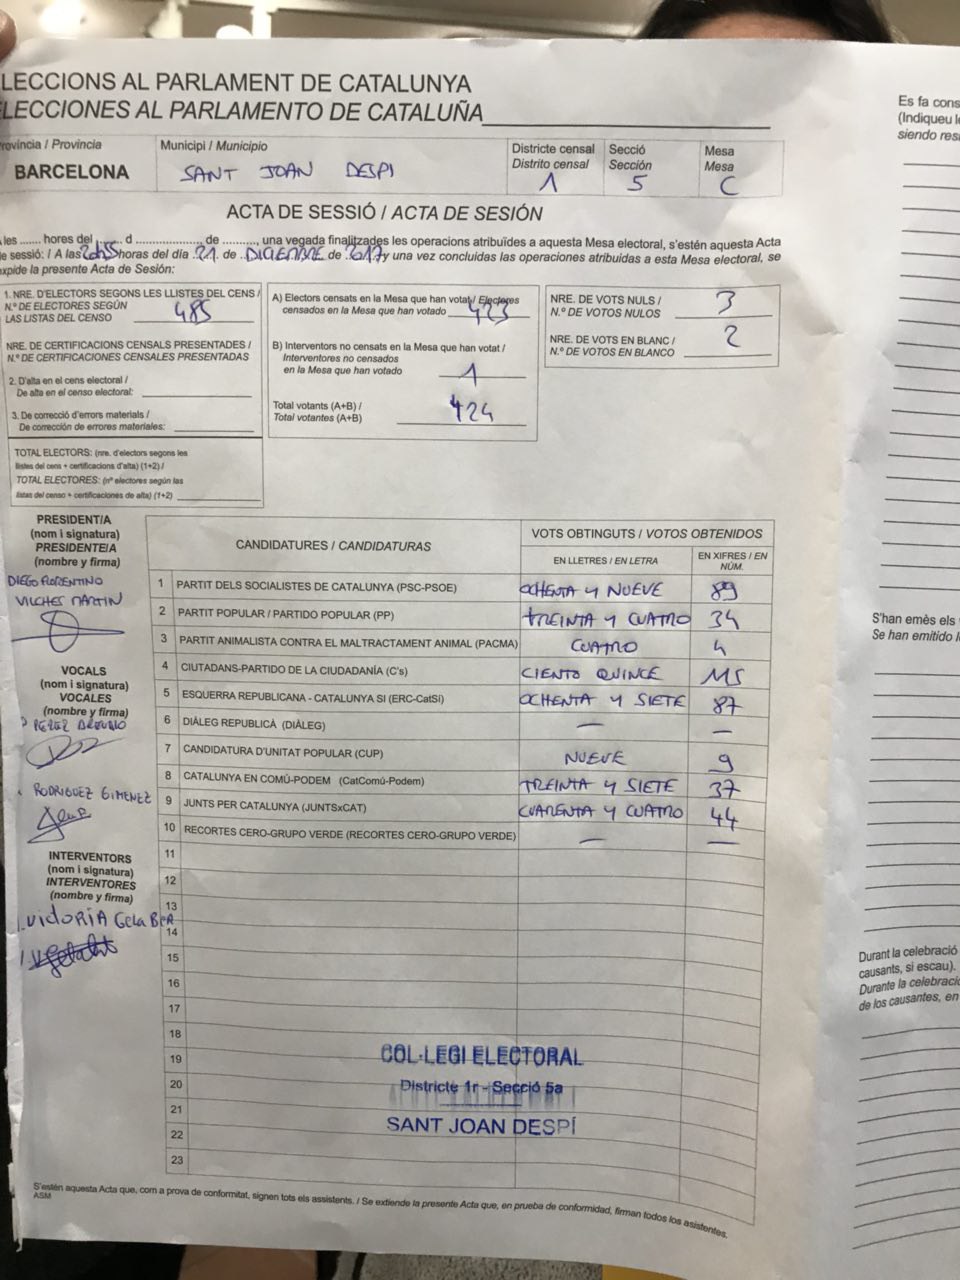 LECCIONS AL PARLAMENT DE CATALUNYA
LECCIONES AL PARLAMENTO DE CATALUÑA
rovíncia / Provincia
BARCELONA
Municipi / Municipio
SANT JOAN DESPI
Districte censal
Distrito censal
1
Secció
Sección
5
Mesa
Mesa
C
ACTA DE SESSIÓ / ACTA DE SESIÓN
les ....... hores del ....... d ................... de .........., una vegada finalitzades les operacions atribuïdes a aquesta Mesa electoral, s'estén aquesta Acta
e sessió: / A las horas del día 21 de DICIEMBRE de y una vez concluidas las operaciones atribuidas a esta Mesa electoral, se
xpide la presente Acta de Sesión:
1. NRE. D'ELECTORS SEGONS LES LLISTES DEL CENS /
N.º DE ELECTORES SEGÚN
LAS LISTAS DEL CENSO 485
NRE. DE CERTIFICACIONS CENSALS PRESENTADES /
N.º DE CERTIFICACIONES CENSALES PRESENTADAS
2. D'alta en el cens electoral /
De alta en el censo electoral:
3. De correcció d'errors materials /
De corrección de errores materiales:
TOTAL ELECTORS: (nre. d'electors segons les
llistes del cens + certificacions d'alta) (1+2) /
TOTAL ELECTORES: (nº electores según las
listas del censo + certificaciones de alta) (1+2)
A) Electors censats en la Mesa que han votat / Electores
censados en la Mesa que han votado 423
B) Interventors no censats en la Mesa que han votat /
Interventores no censados
en la Mesa que han votado 1
Total votants (A+B) /
Total votantes (A+B) 424
NRE. DE VOTS NULS /
N.º DE VOTOS NULOS 3
NRE. DE VOTS EN BLANC /
N.º DE VOTOS EN BLANCO 2
PRESIDENT/A
(nom i signatura)
PRESIDENTE/A
(nombre y firma)
DIEGO FLORENTINO
VILCHES MARTIN
VOCALS
(nom i signatura)
VOCALES
(nombre y firma)
PEREZ
RODRIGUEZ GIMENEZ
INTERVENTORS
(nom i signatura)
INTERVENTORES
(nombre y firma)
VidoRiA GeLaBeR
CANDIDATURES / CANDIDATURAS
VOTS OBTINGUTS / VOTOS OBTENIDOS
EN LLETRES / EN LETRA
EN XIFRES / EN NÚM.
1 PARTIT DELS SOCIALISTES DE CATALUNYA (PSC-PSOE) OCHENTA Y NUEVE 89
2 PARTIT POPULAR / PARTIDO POPULAR (PP) TREINTA Y CUATRO 34
3 PARTIT ANIMALISTA CONTRA EL MALTRACTAMENT ANIMAL (PACMA) CUATRO 4
4 CIUTADANS-PARTIDO DE LA CIUDADANÍA (C's) CIENTO QUINCE 115
5 ESQUERRA REPUBLICANA - CATALUNYA SI (ERC-CatSí) OCHENTA Y SIETE 87
6 DIÀLEG REPUBLICÀ (DIÀLEG) — —
7 CANDIDATURA D'UNITAT POPULAR (CUP) NUEVE 9
8 CATALUNYA EN COMÚ-PODEM (CatComú-Podem) TREINTA Y SIETE 37
9 JUNTS PER CATALUNYA (JUNTSxCAT) CUARENTA Y CUATRO 44
10 RECORTES CERO-GRUPO VERDE (RECORTES CERO-GRUPO VERDE) — —
11
12
13
14
15
16
17
18
19
20
21
22
23
COL·LEGI ELECTORAL
Districte 1r - Secció 5a
SANT JOAN DESPÍ
S'estén aquesta Acta que, com a prova de conformitat, signen tots els assistents. / Se extiende la presente Acta que, en prueba de conformidad, firman todos los asistentes.
ASM
Es fa cons
(Indiqueu l
siendo res
S'han emès els
Se han emitido l
Durant la celebració
causants, si escau).
Durante la celebració
de los causantes, en